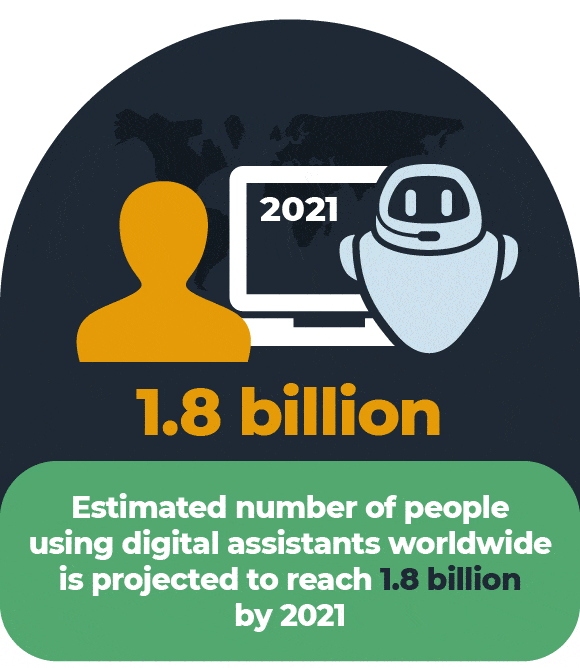 2021
1.8 billion
Estimated number of people
using digital assistants worldwide
is projected to reach 1.8 billion
by 2021